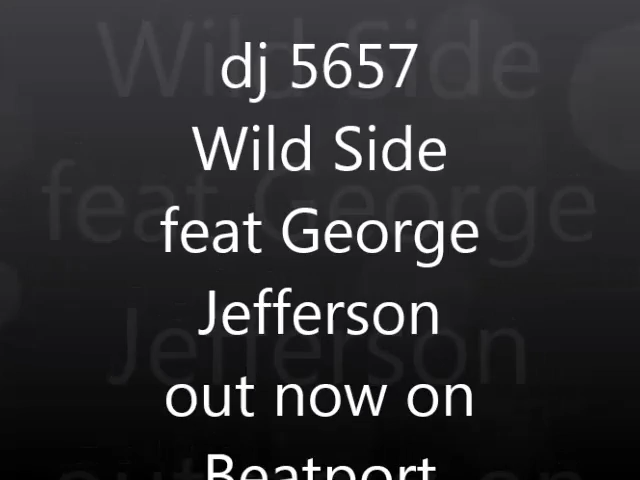 dj 5657
Wild Side
feat George
Jefferson
out now on
Beatport